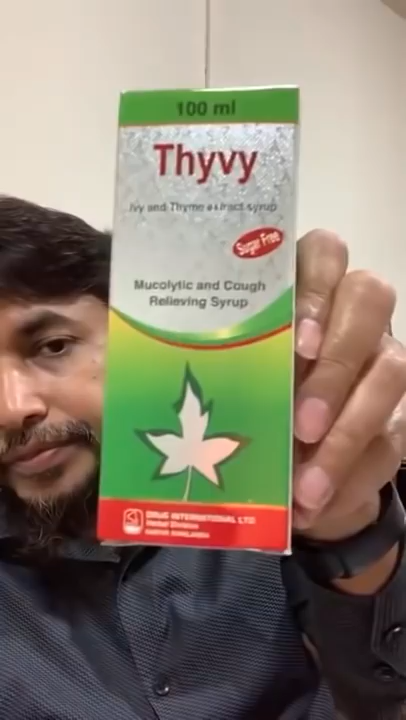 100 ml
Thyvy
Ivy and Thyme extract syrup
Sugar Free
Mucolytic and Cough
Relieving Syrup
DRUG INTERNATIONAL LTD
Herbal Division